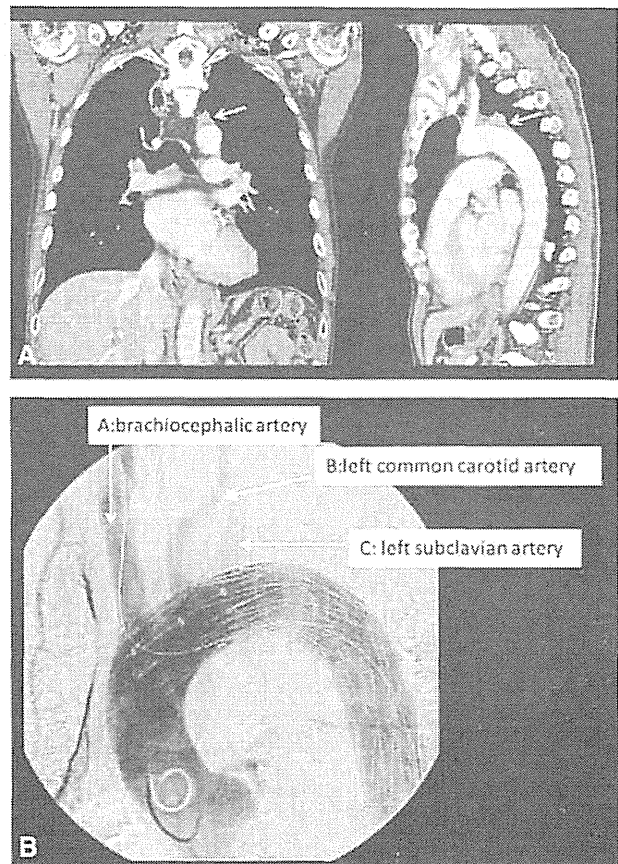 A
A:brachiocephalic artery
B:left common carotid artery
C: left subclavian artery
B